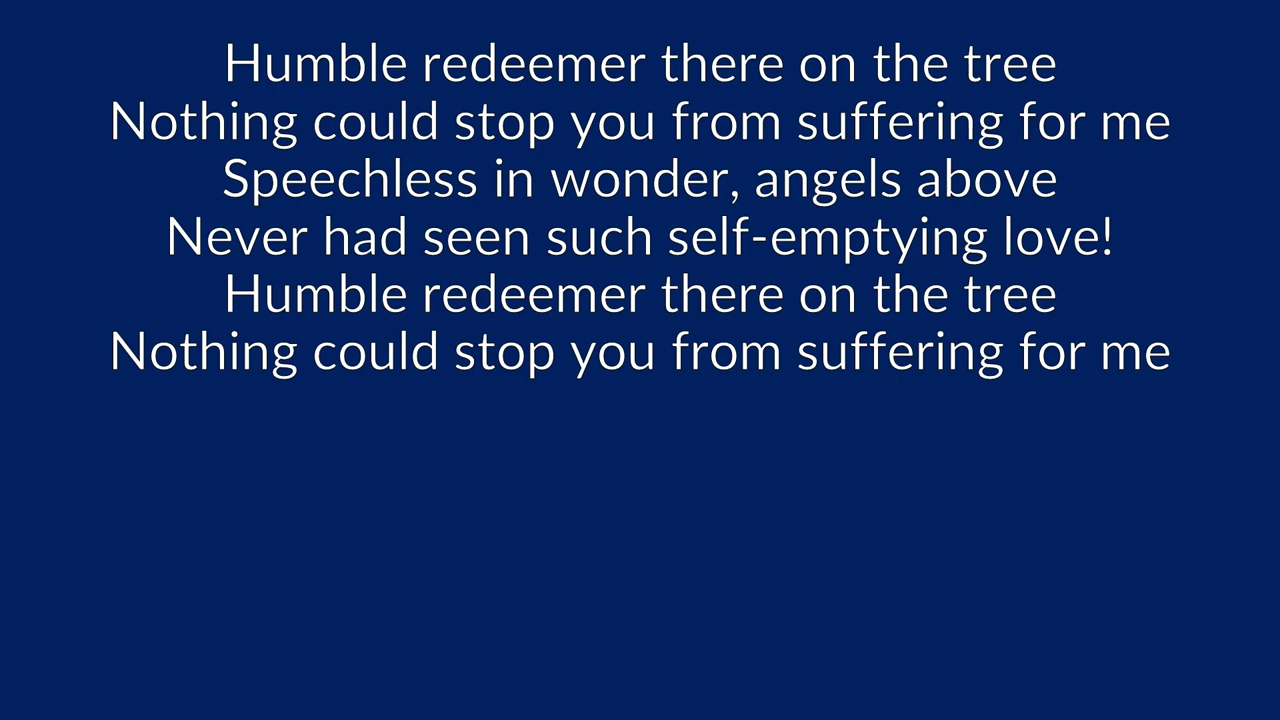 Humble redeemer there on the tree
Nothing could stop you from suffering for me
Speechless in wonder, angels above
Never had seen such self-emptying love!
Humble redeemer there on the tree
Nothing could stop you from suffering for me